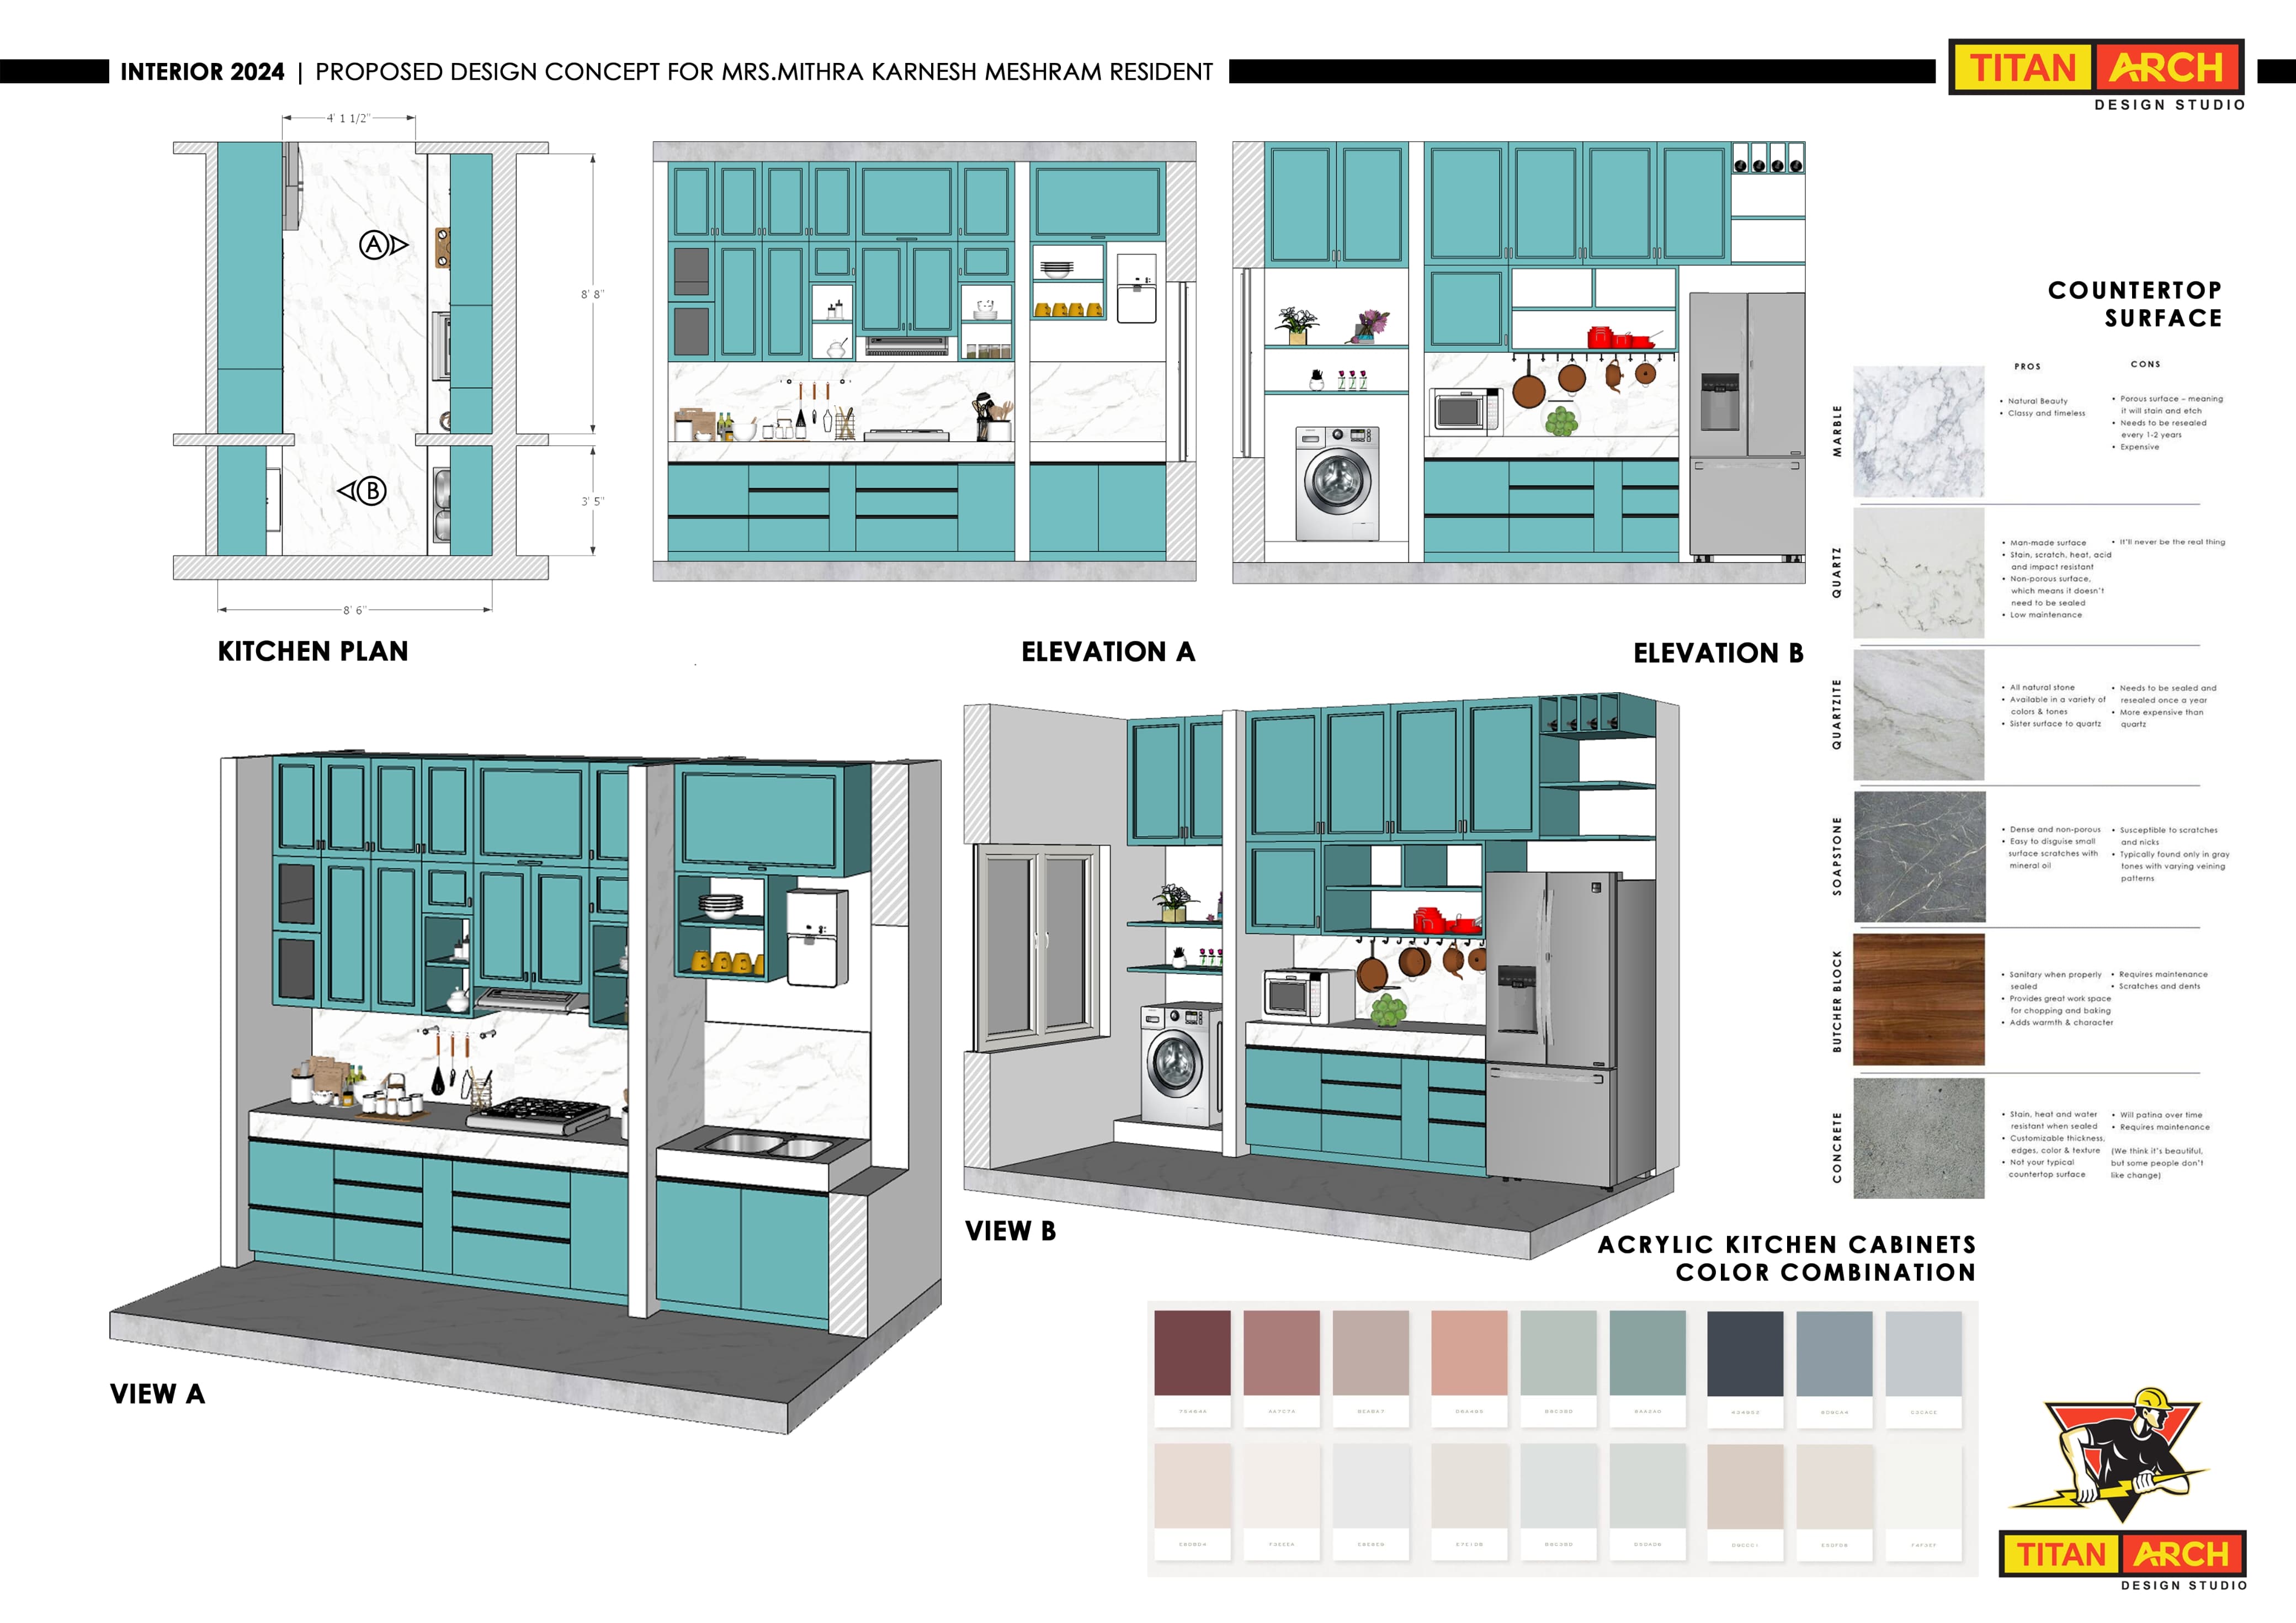 INTERIOR 2024 | PROPOSED DESIGN CONCEPT FOR MRS.MITHRA KARNESH MESHRAM RESIDENT
TITAN ARCH
DESIGN STUDIO
4' 1 1/2"
A
8' 8"
B
3' 5"
8' 6"
KITCHEN PLAN
ELEVATION A
ELEVATION B
VIEW A
VIEW B
COUNTERTOP
SURFACE
PROS
CONS
MARBLE
• Natural Beauty
• Classy and timeless
• Porous surface – meaning
it will stain and etch
• Needs to be resealed
every 1-2 years
• Expensive
QUARTZ
• Man-made surface
• Stain, scratch, heat, acid
and impact resistant
• Non-porous surface,
which means it doesn't
need to be sealed
• Low maintenance
• It'll never be the real thing
QUARTZITE
• All natural stone
• Available in a variety of
colors & tones
• Sister surface to quartz
• Needs to be sealed and
resealed once a year
• More expensive than
quartz
SOAPSTONE
• Dense and non-porous
• Easy to disguise small
surface scratches with
mineral oil
• Susceptible to scratches
and nicks
• Typically found only in gray
tones with varying veining
patterns
BUTCHER BLOCK
• Sanitary when properly
sealed
• Provides great work space
for chopping and baking
• Adds warmth & character
• Requires maintenance
• Scratches and dents
CONCRETE
• Stain, heat and water
resistant when sealed
• Customizable thickness,
edges, color & texture
• Not your typical
countertop surface
• Will patina over time
• Requires maintenance
(We think it's beautiful,
but some people don't
like change)
ACRYLIC KITCHEN CABINETS
COLOR COMBINATION
TITAN ARCH
DESIGN STUDIO